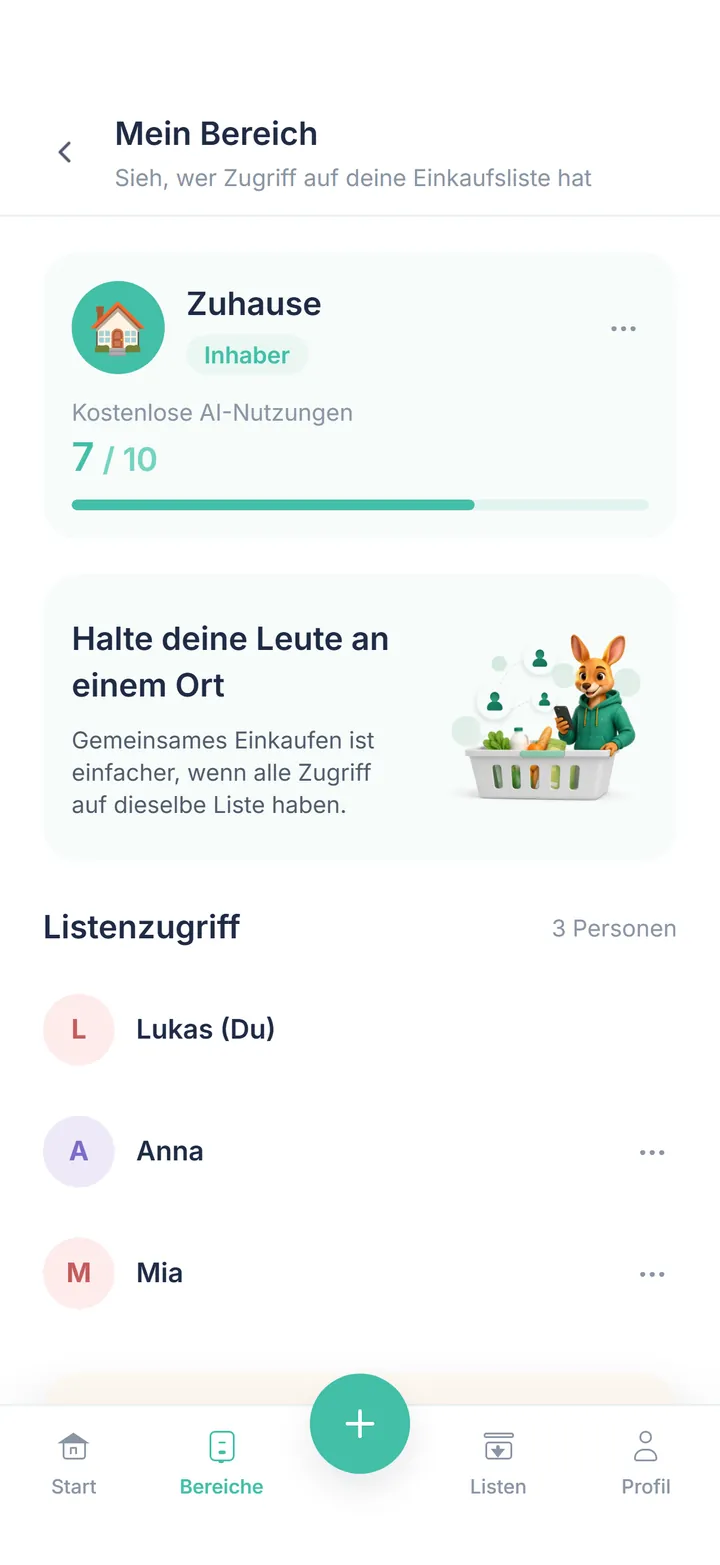 Mein Bereich
Sieh, wer Zugriff auf deine Einkaufsliste hat
Zuhause
Inhaber
Kostenlose AI-Nutzungen
7 / 10
Halte deine Leute an
einem Ort
Gemeinsames Einkaufen ist
einfacher, wenn alle Zugriff
auf dieselbe Liste haben.
Listenzugriff
3 Personen
L
Lukas (Du)
A
Anna
M
Mia
Start
Bereiche
Listen
Profil